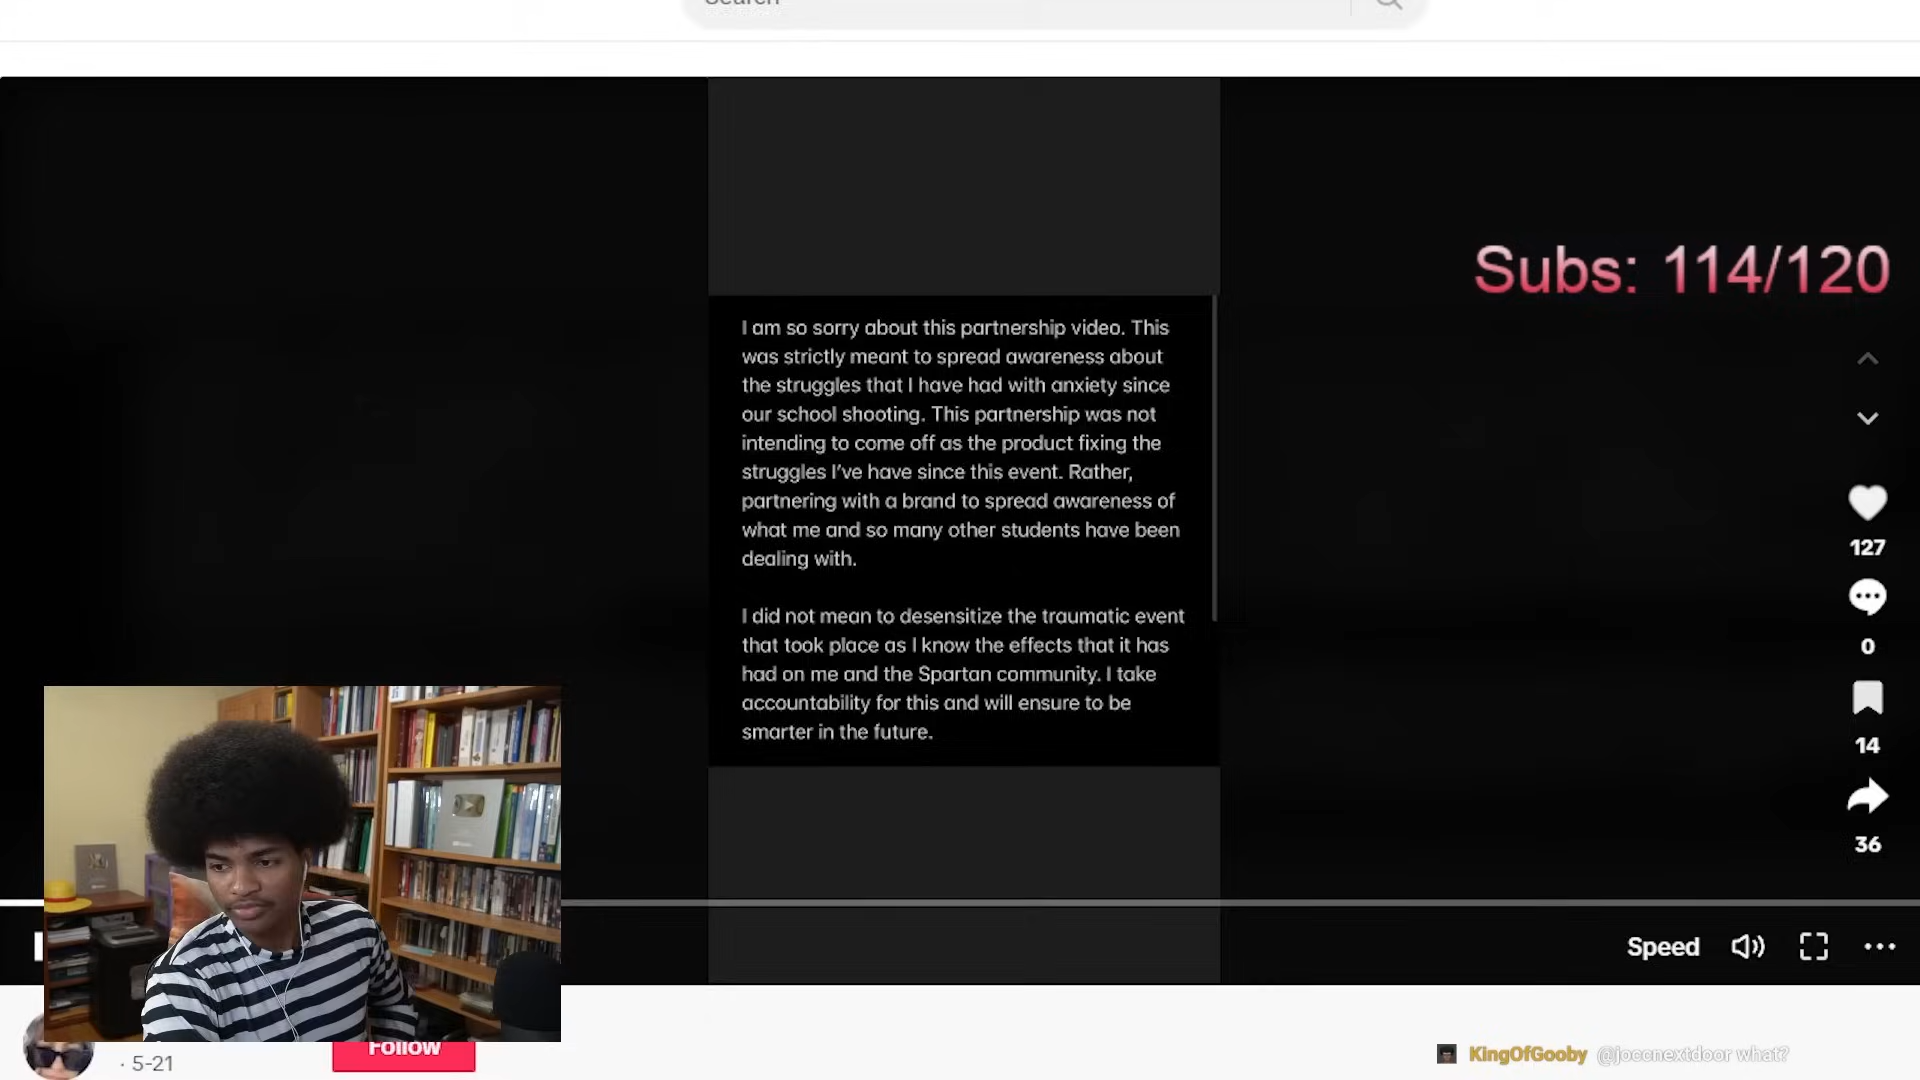 Search
Subs: 114/120
I am so sorry about this partnership video. This
was strictly meant to spread awareness about
the struggles that I have had with anxiety since
our school shooting. This partnership was not
intending to come off as the product fixing the
struggles I've have since this event. Rather,
partnering with a brand to spread awareness of
what me and so many other students have been
dealing with.
I did not mean to desensitize the traumatic event
that took place as I know the effects that it has
had on me and the Spartan community. I take
accountability for this and will ensure to be
smarter in the future.
127
0
14
36
Speed
Follow
· 5-21
KingOfGooby @joccnextdoor what?